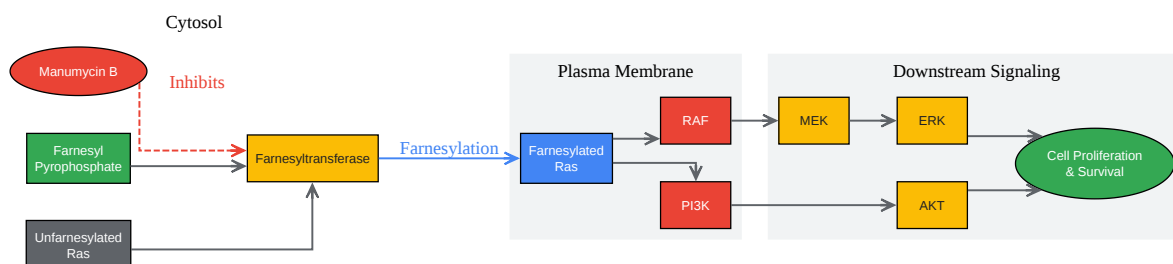 Cytosol
Manumycin B
Inhibits
Farnesyl
Pyrophosphate
Unfarnesylated
Ras
Farnesyltransferase
Farnesylation
Plasma Membrane
Farnesylated
Ras
RAF
PI3K
Downstream Signaling
MEK
ERK
AKT
Cell Proliferation
& Survival